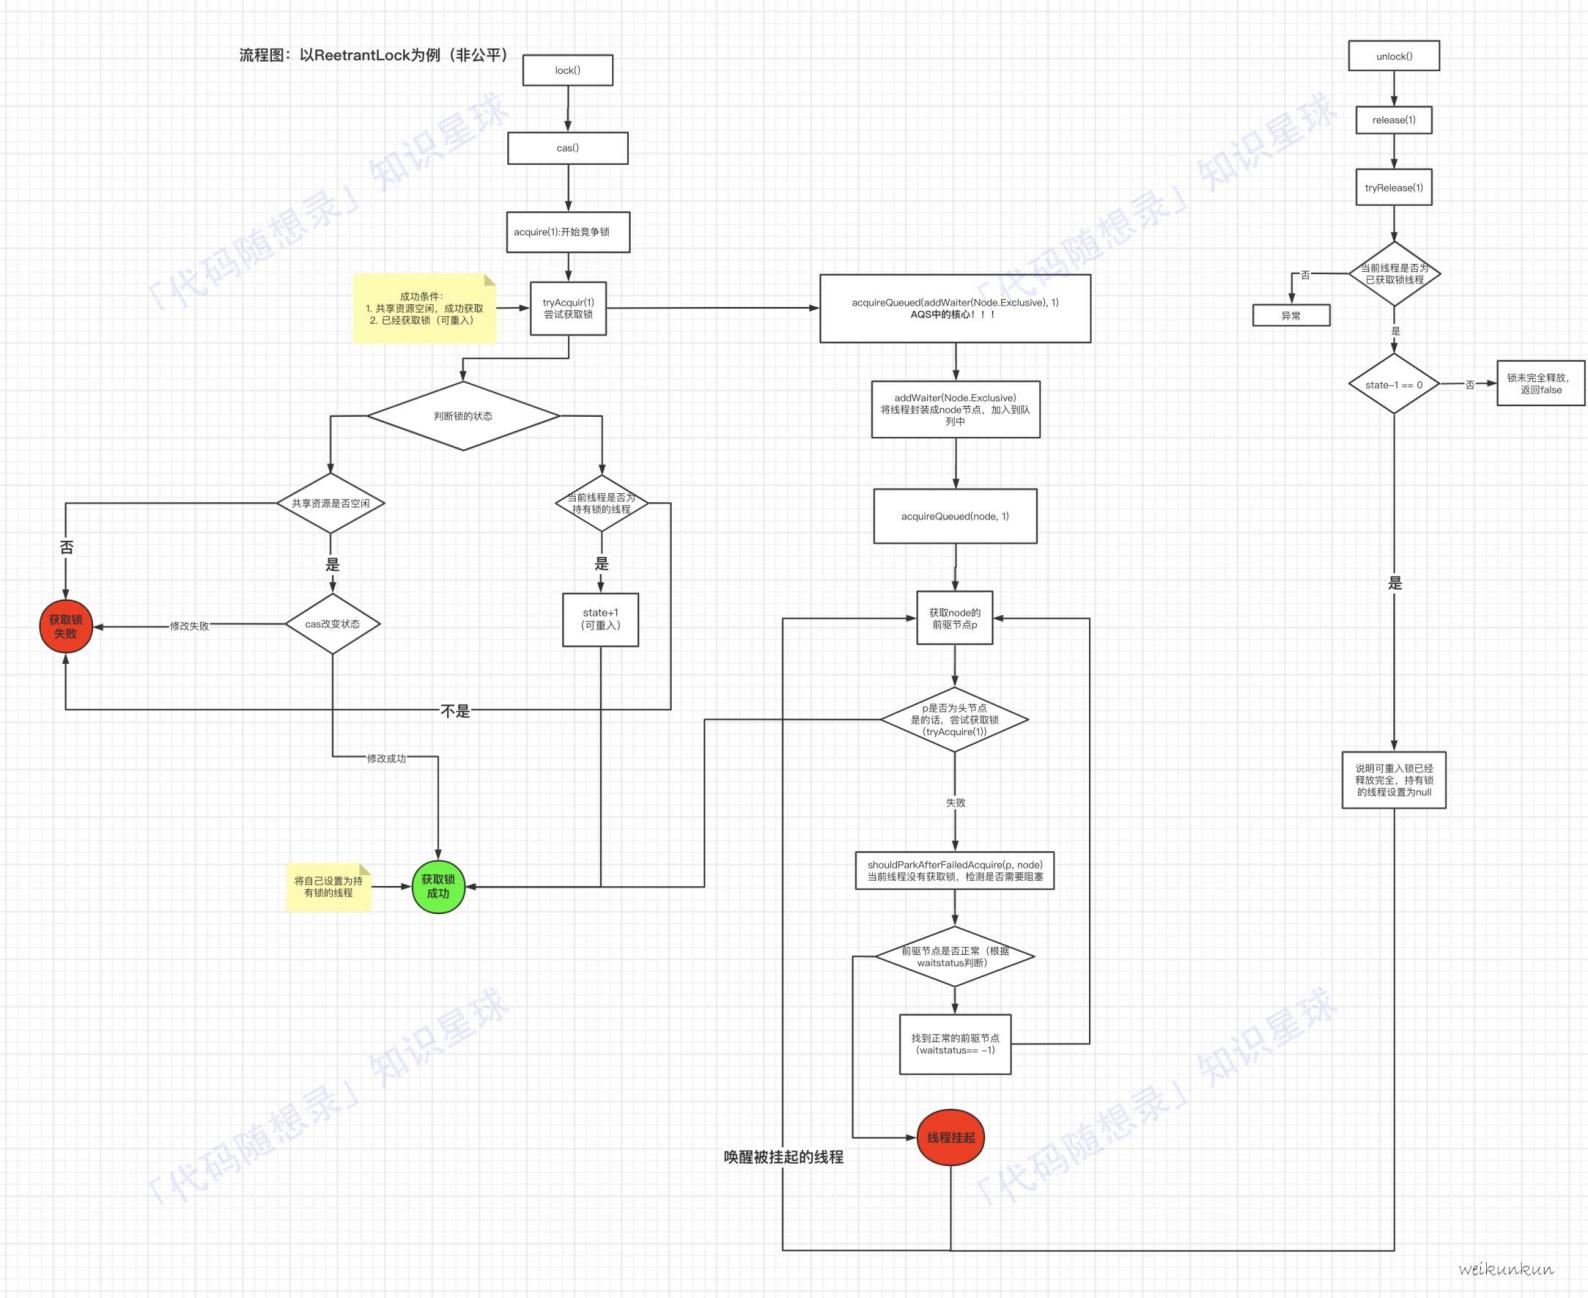 流程图：以ReetrantLock为例（非公平）
lock()
cas()
acquire(1):开始竞争锁
成功条件：
1. 共享资源空闲，成功获取
2. 已经获取锁（可重入）
tryAcquir(1)
尝试获取锁
判断锁的状态
共享资源是否空闲
否
是
cas改变状态
修改失败
获取锁
失败
当前线程是否为
持有锁的线程
是
state+1
（可重入）
不是
修改成功
将自己设置为持
有锁的线程
获取锁
成功
acquireQueued(addWaiter(Node.Exclusive), 1)
AQS中的核心！！！
addWaiter(Node.Exclusive)
将线程封装成node节点，加入到队
列中
acquireQueued(node, 1)
获取node的
前驱节点p
p是否为头节点
是的话，尝试获取锁
(tryAcquire(1))
失败
shouldParkAfterFailedAcquire(p, node)
当前线程没有获取锁，检测是否需要阻塞
前驱节点是否正常（根据
waitstatus判断）
找到正常的前驱节点
（waitstatus== -1）
线程挂起
唤醒被挂起的线程
unlock()
release(1)
tryRelease(1)
当前线程是否为
已获取锁线程
否
异常
是
state-1 == 0
否
锁未完全释放，
返回false
是
说明可重入锁已经
释放完全，持有锁
的线程设置为null
weikunkun
「代码随想录」知识星球
「代码随想录」知识星球
「代码随想录」知识星球
「代码随想录」知识星球